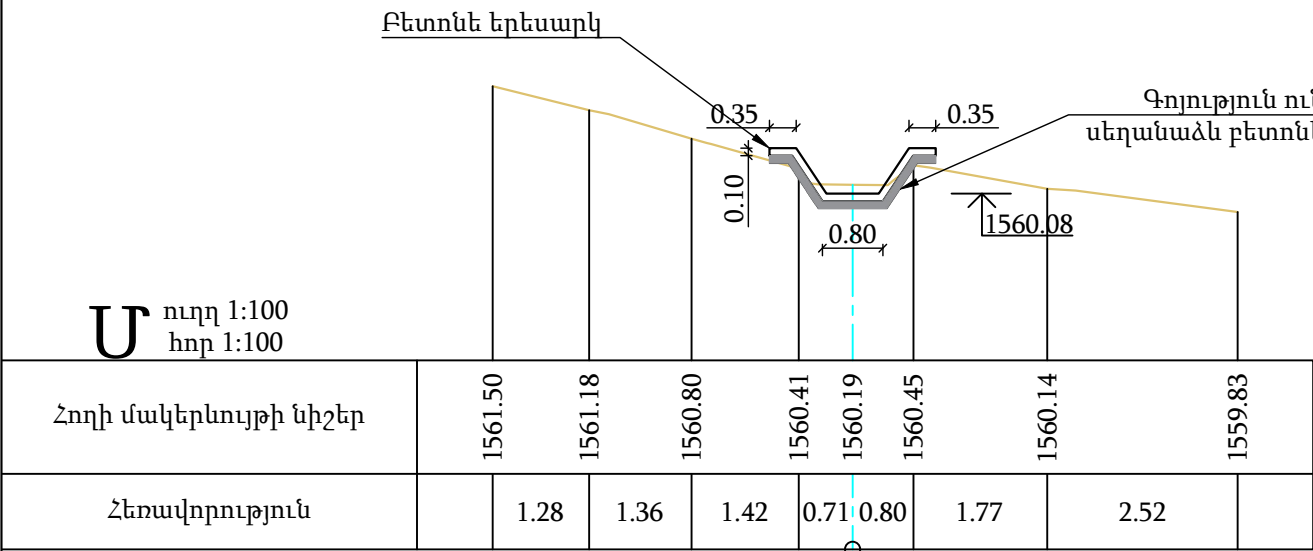 Բետոնե երեսարկ
Գոյություն
սեղանաձև
0.35
0.35
0.10
0.80
1560.08
Մ ուղղ 1:100
հոր 1:100
Հողի մակերևույթի նիշեր 1561.50 1561.18 1560.80 1560.41 1560.19 1560.45 1560.14 1559.83
Հեռավորություն 1.28 1.36 1.42 0.71 0.80 1.77 2.52